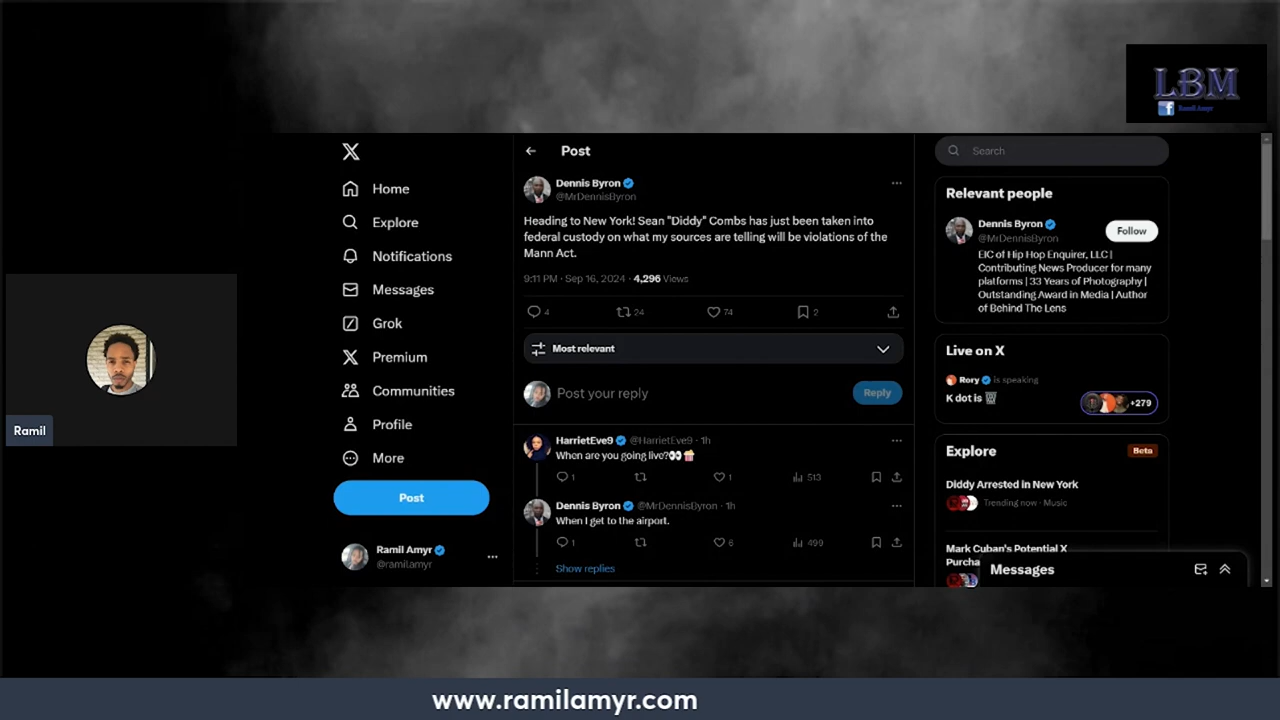 LBM
Ramil Amyr
Home
Explore
Notifications
Messages
Grok
Premium
Communities
Profile
More
Post
Ramil Amyr
@ramilamyr
Post
Dennis Byron
@MrDennisByron
Heading to New York! Sean "Diddy" Combs has just been taken into
federal custody on what my sources are telling will be violations of the
Mann Act.
9:11 PM · Sep 16, 2024 · 4,296 Views
4 24 74 2
Most relevant
Post your reply
Reply
HarrietEve9 @HarrietEve9 · 1h
When are you going live?👀🍿
1 1 513
Dennis Byron @MrDennisByron · 1h
When I get to the airport.
1 6 499
Show replies
Search
Relevant people
Dennis Byron
@MrDennisByron
Follow
EIC of Hip Hop Enquirer, LLC |
Contributing News Producer for many
platforms | 33 Years of Photography |
Outstanding Award in Media | Author
of Behind The Lens
Live on X
Rory is speaking
K dot is 🗑
+279
Explore
Beta
Diddy Arrested in New York
Trending now · Music
Mark Cuban's Potential X
Purcha
Messages
Ramil
www.ramilamyr.com